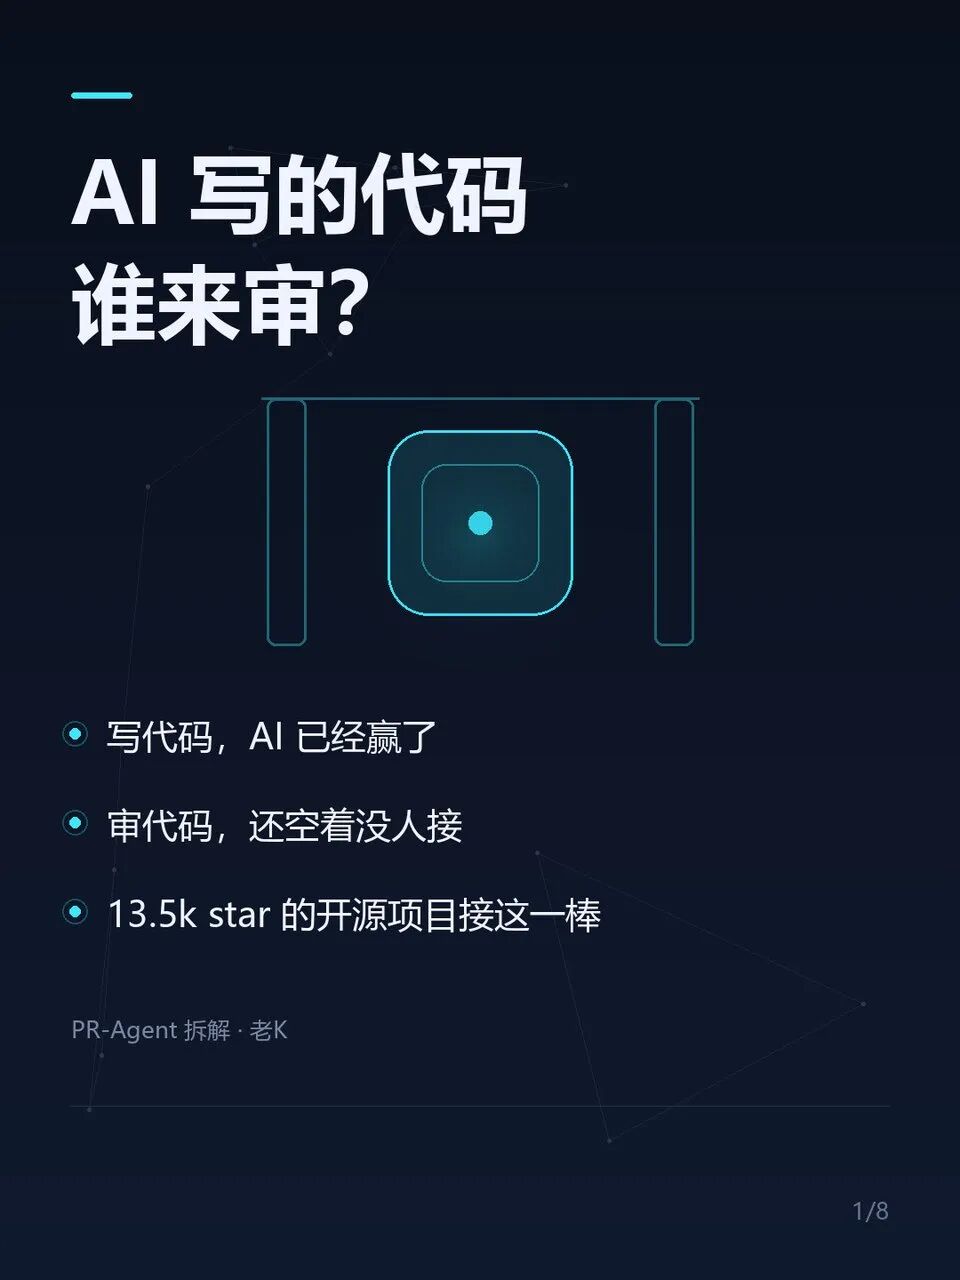 AI 写的代码
谁来审?
写代码，AI 已经赢了
审代码，还空着没人接
13.5k star 的开源项目接这一棒
PR-Agent 拆解 · 老K
1/8